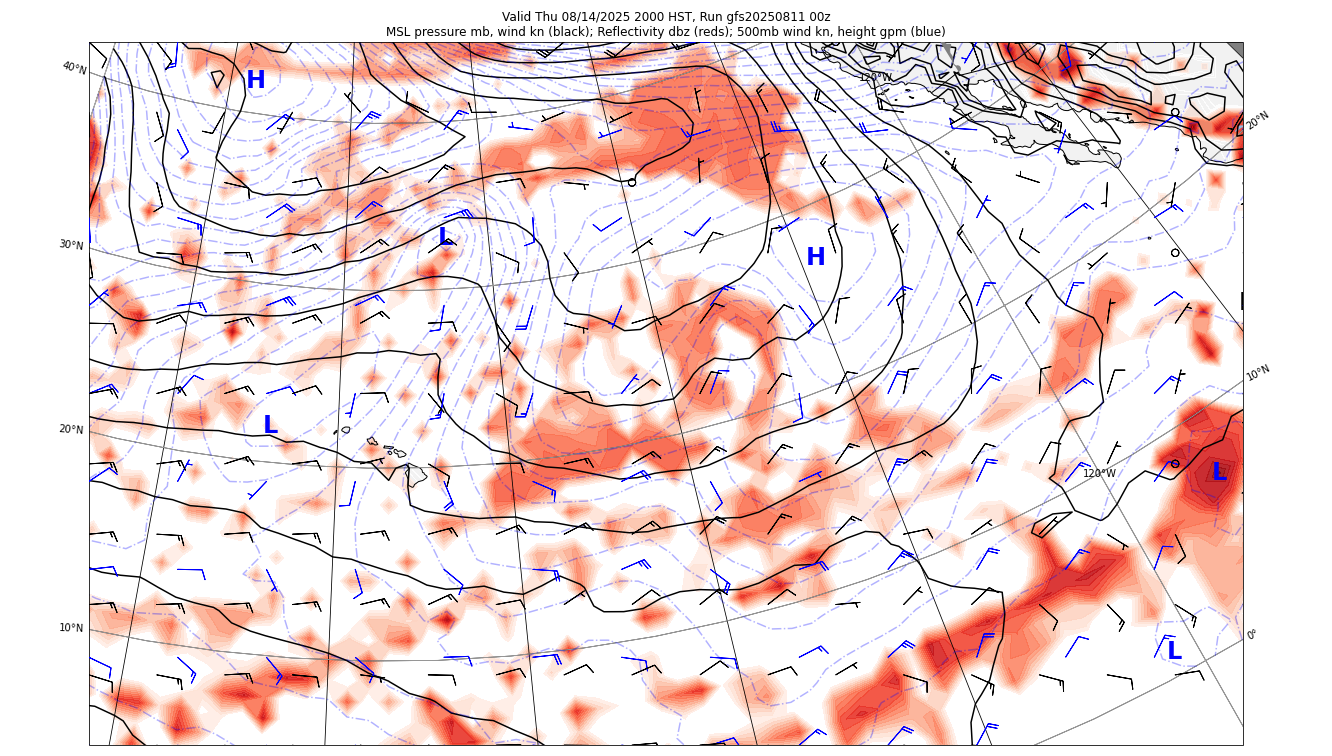 Valid Thu 08/14/2025 2000 HST, Run gfs20250811 00z
MSL pressure mb, wind kn (black); Reflectivity dbz (reds); 500mb wind kn, height gpm (blue)
40°N
H
120°W
20°N
30°N
L
H
10°N
20°N
L
120°W
L
10°N
0°
L